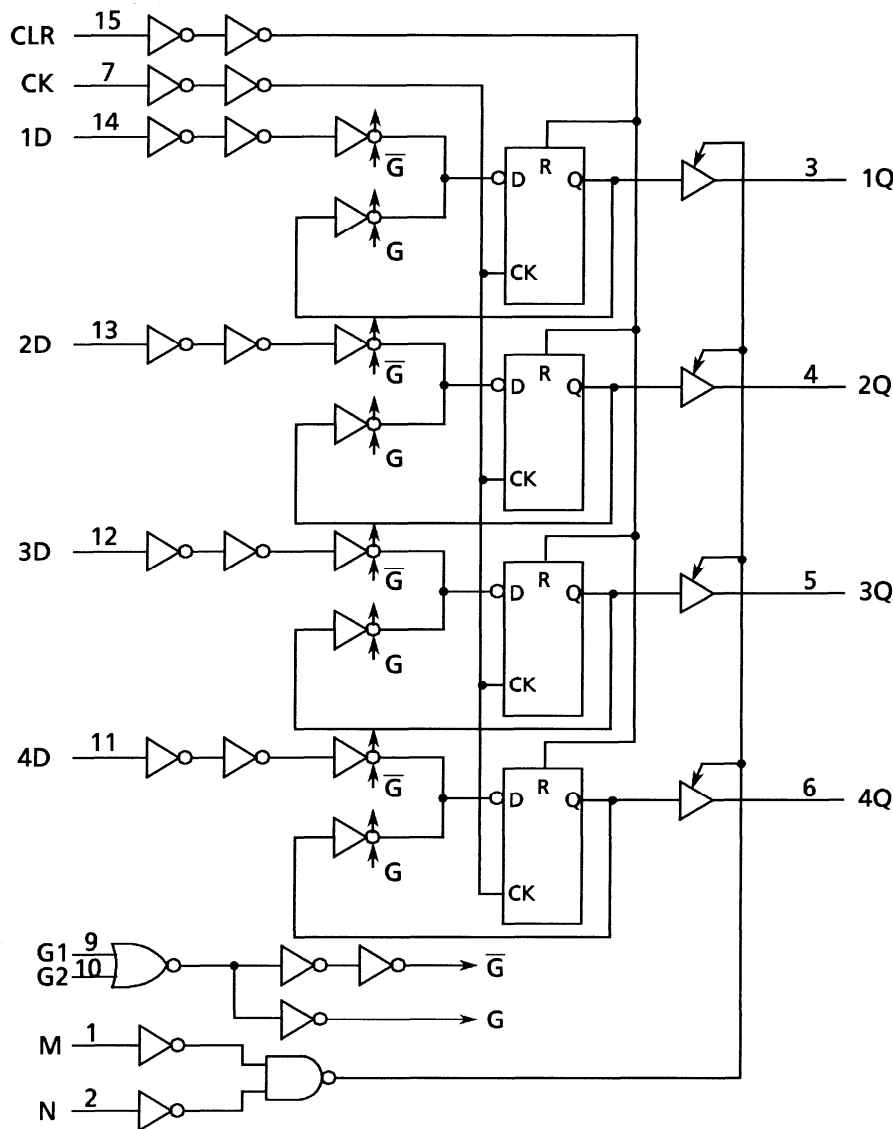 CLR 15
CK 7
1D 14
G̅
R
D Q
3 1Q
G
CK
2D 13
G̅
R
D Q
4 2Q
G
CK
3D 12
G̅
R
D Q
5 3Q
G
CK
4D 11
G̅
R
D Q
6 4Q
G
CK
G1 9
G2 10
G̅
G
M 1
N 2